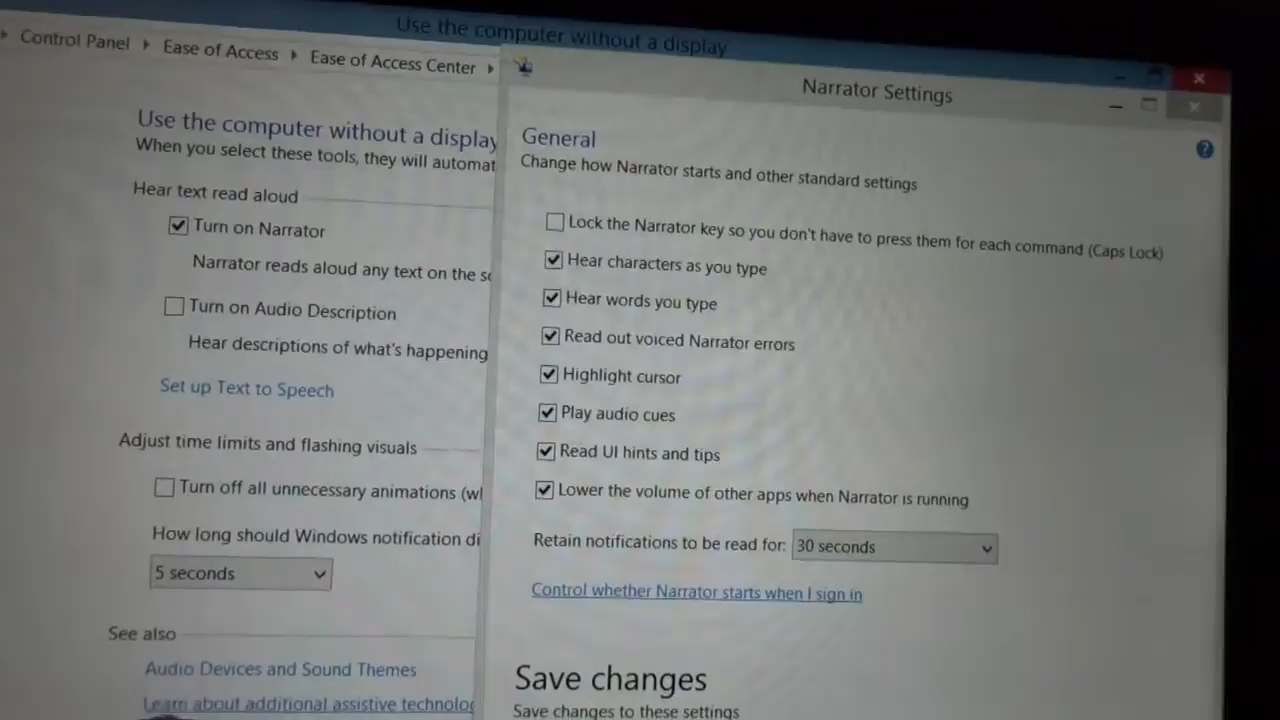 Use the computer without a display
Control Panel
Ease of Access
Ease of Access Center
Use the computer without a display
When you select these tools, they will automat
Hear text read aloud
Turn on Narrator
Narrator reads aloud any text on the sc
Turn on Audio Description
Hear descriptions of what's happening
Set up Text to Speech
Adjust time limits and flashing visuals
Turn off all unnecessary animations (wh
How long should Windows notification di
5 seconds
See also
Audio Devices and Sound Themes
Learn about additional assistive technolog
Narrator Settings
General
Change how Narrator starts and other standard settings
Lock the Narrator key so you don't have to press them for each command (Caps Lock)
Hear characters as you type
Hear words you type
Read out voiced Narrator errors
Highlight cursor
Play audio cues
Read UI hints and tips
Lower the volume of other apps when Narrator is running
Retain notifications to be read for: 30 seconds
Control whether Narrator starts when I sign in
Save changes
Save changes to these settings